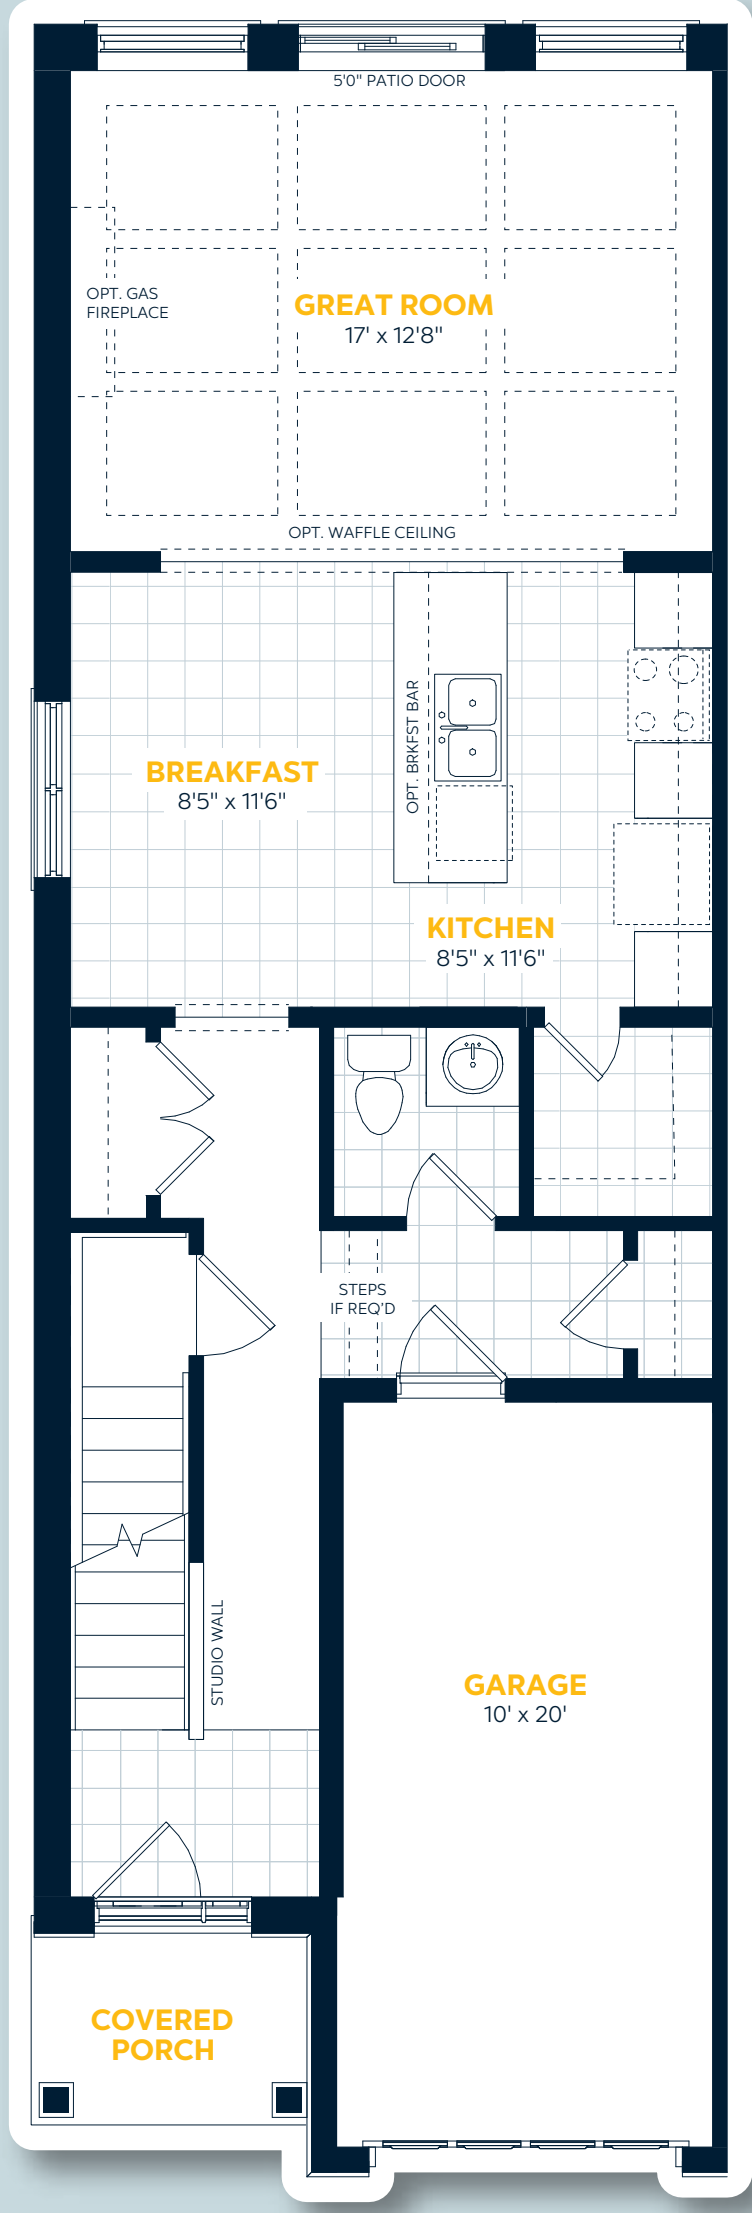 5'0" PATIO DOOR
OPT. GAS
FIREPLACE
GREAT ROOM
17' x 12'8"
OPT. WAFFLE CEILING
OPT. BRKFST BAR
BREAKFAST
8'5" x 11'6"
KITCHEN
8'5" x 11'6"
STEPS
IF REQ'D
STUDIO WALL
GARAGE
10' x 20'
COVERED
PORCH